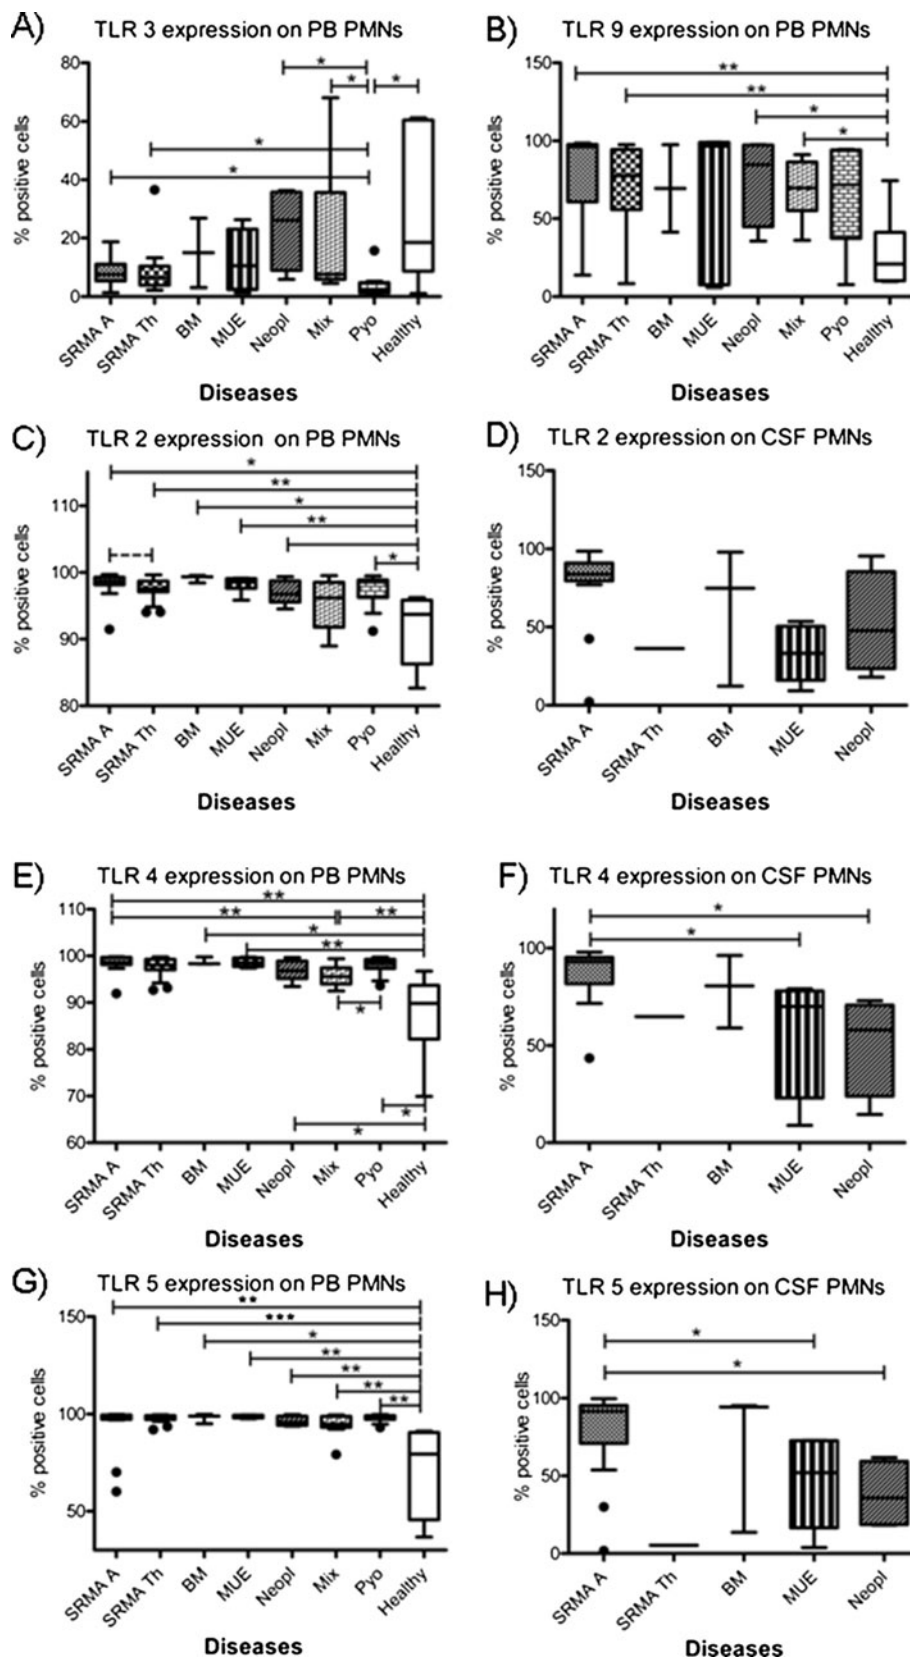 A) TLR 3 expression on PB PMNs
% positive cells
80
60
40
20
0
* * *
*
*
SRMA A SRMA Th BM MUE Neopl Mix Pyo Healthy
Diseases
B) TLR 9 expression on PB PMNs
% positive cells
150
100
50
0
**
**
*
*
SRMA A SRMA Th BM MUE Neopl Mix Pyo Healthy
Diseases
C) TLR 2 expression on PB PMNs
% positive cells
110
100
90
80
*
**
*
**
*
SRMA A SRMA Th BM MUE Neopl Mix Pyo Healthy
Diseases
D) TLR 2 expression on CSF PMNs
% positive cells
150
100
50
0
SRMA A SRMA Th BM MUE Neopl
Diseases
E) TLR 4 expression on PB PMNs
% positive cells
110
100
90
80
70
60
**
** **
*
**
*
*
*
SRMA A SRMA Th BM MUE Neopl Mix Pyo Healthy
Diseases
F) TLR 4 expression on CSF PMNs
% positive cells
100
50
0
*
*
SRMA A SRMA Th BM MUE Neopl
Diseases
G) TLR 5 expression on PB PMNs
% positive cells
150
100
50
**
***
*
**
**
**
**
SRMA A SRMA Th BM MUE Neopl Mix Pyo Healthy
Diseases
H) TLR 5 expression on CSF PMNs
% positive cells
150
100
50
0
*
*
SRMA A SRMA Th BM MUE Neopl
Diseases